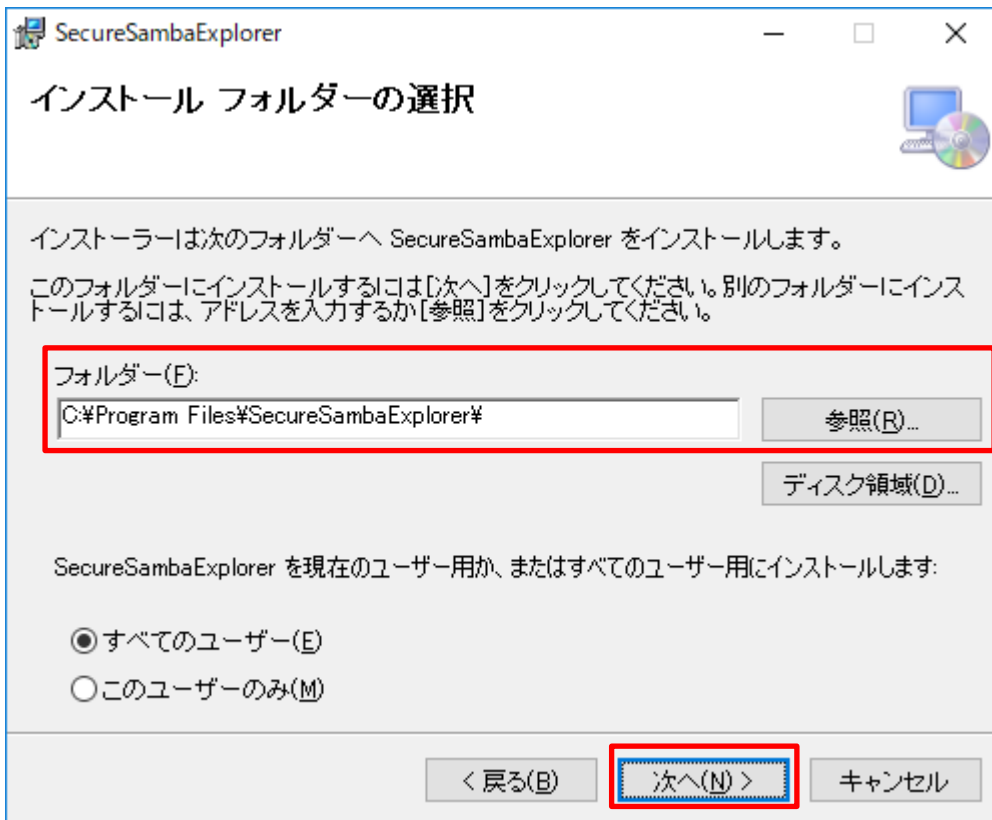 SecureSambaExplorer
インストール フォルダーの選択
インストーラーは次のフォルダーへ SecureSambaExplorer をインストールします。
このフォルダーにインストールするには[次へ]をクリックしてください。別のフォルダーにインス
トールするには、アドレスを入力するか[参照]をクリックしてください。
フォルダー(F):
C:¥Program Files¥SecureSambaExplorer¥
参照(R)...
ディスク領域(D)...
SecureSambaExplorer を現在のユーザー用か、またはすべてのユーザー用にインストールします:
すべてのユーザー(E)
このユーザーのみ(M)
< 戻る(B)
次へ(N) >
キャンセル